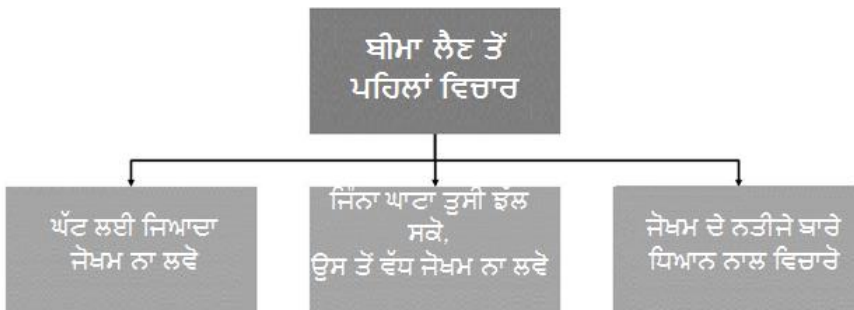 ਬੀਮਾ ਲੈਣ ਤੋਂ
ਪਹਿਲਾਂ ਵਿਚਾਰ
ਘੱਟ ਲਈ ਜਿਆਦਾ
ਜੋਖਮ ਨਾ ਲਵੋ
ਜਿੰਨਾ ਘਾਟਾ ਤੁਸੀ ਝੱਲ
ਸਕੋ,
ਉਸ ਤੋਂ ਵੱਧ ਜੋਖਮ ਨਾ ਲਵੋ
ਜੋਖਮ ਦੇ ਨਤੀਜੇ ਬਾਰੇ
ਧਿਆਨ ਨਾਲ ਵਿਚਾਰੋ